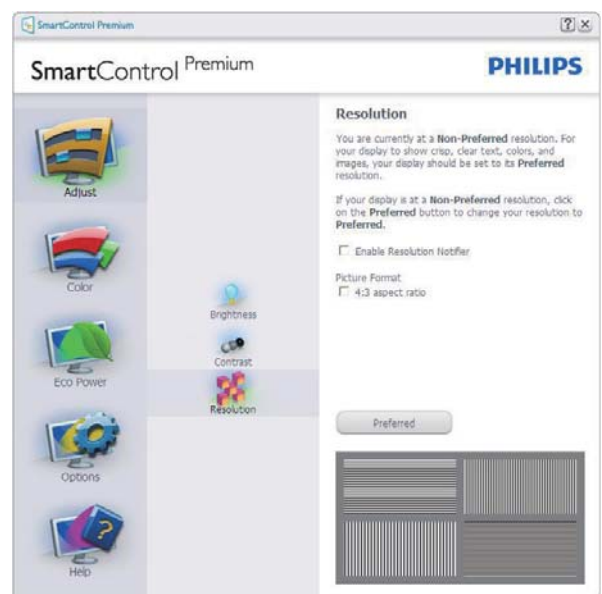 SmartControl Premium
SmartControl Premium
PHILIPS
Adjust
Color
Eco Power
Options
Help
Brightness
Contrast
Resolution
Resolution
You are currently at a Non-Preferred resolution. For
your display to show crisp, clear text, colors, and
images, your display should be set to its Preferred
resolution.
If your display is at a Non-Preferred resolution, click
on the Preferred button to change your resolution to
Preferred.
Enable Resolution Notifier
Picture Format
4:3 aspect ratio
Preferred